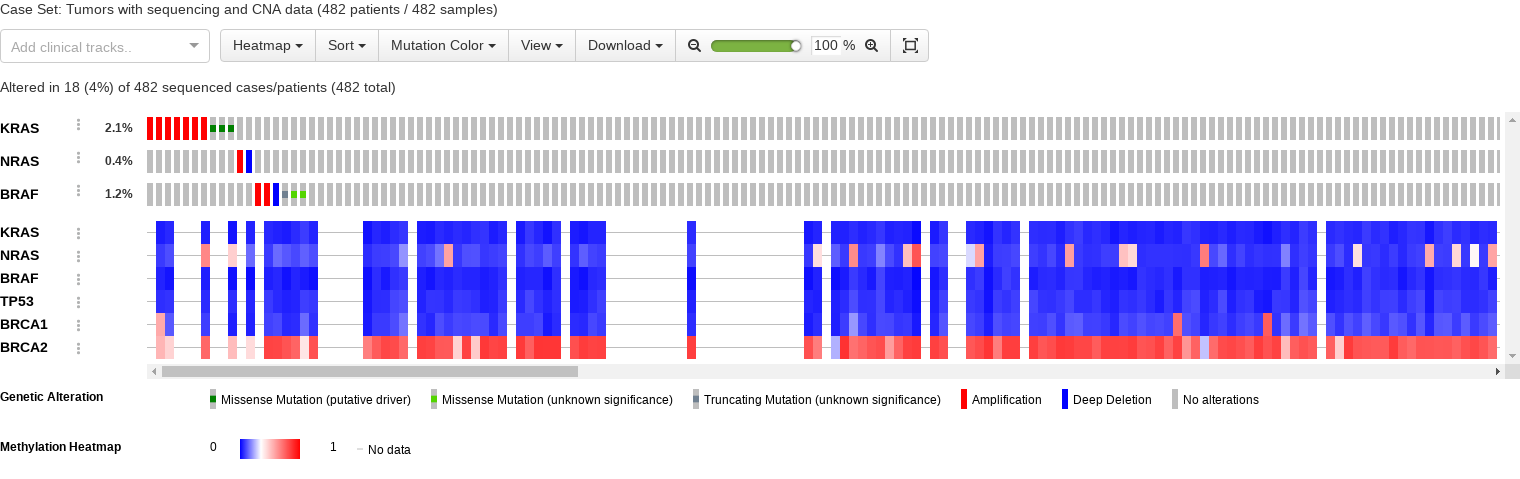 Case Set: Tumors with sequencing and CNA data (482 patients / 482 samples)
Add clinical tracks.. Heatmap Sort Mutation Color View Download 100 %
Altered in 18 (4%) of 482 sequenced cases/patients (482 total)
KRAS 2.1%
NRAS 0.4%
BRAF 1.2%
KRAS
NRAS
BRAF
TP53
BRCA1
BRCA2
Genetic Alteration Missense Mutation (putative driver) Missense Mutation (unknown significance) Truncating Mutation (unknown significance) Amplification Deep Deletion No alterations
Methylation Heatmap 0 1 No data